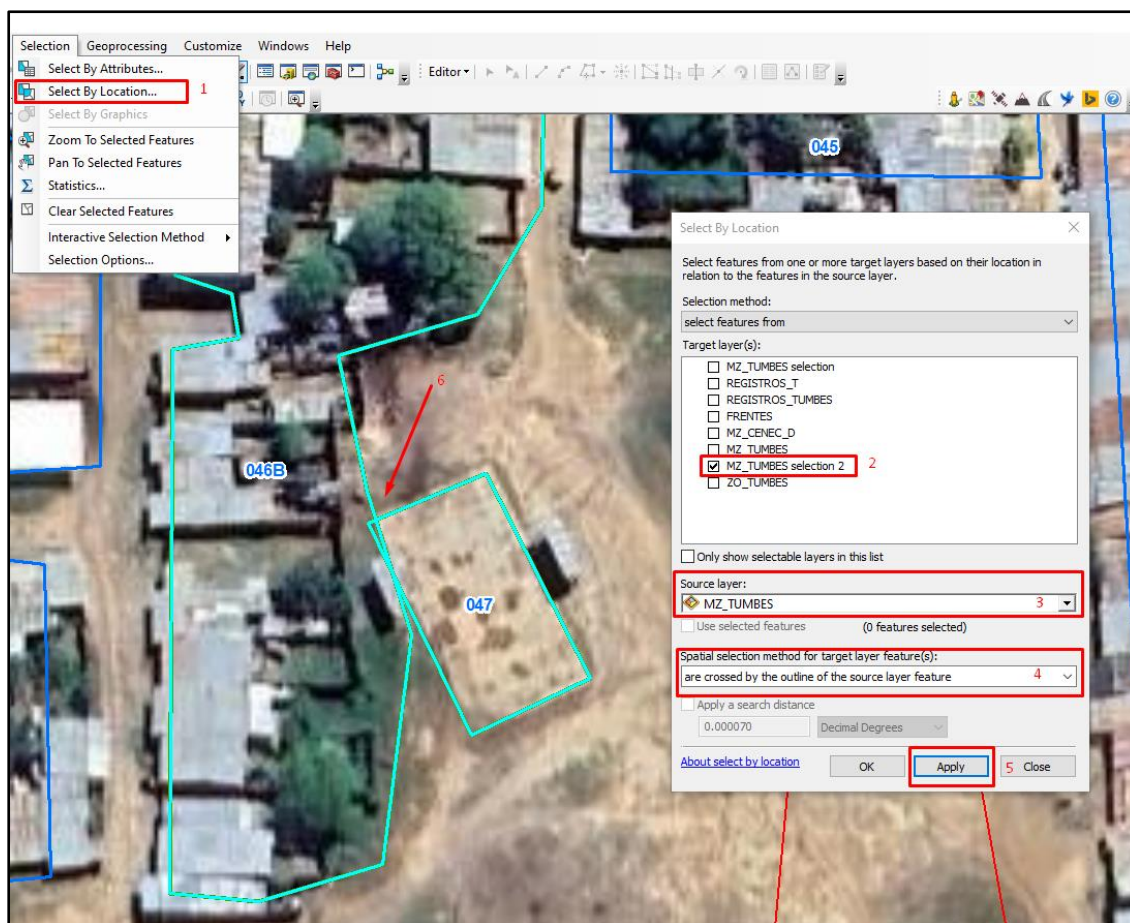 Selection Geoprocessing Customize Windows Help
Select By Attributes...
Select By Location...
1
Select By Graphics
Zoom To Selected Features
Pan To Selected Features
Statistics...
Clear Selected Features
Interactive Selection Method
Selection Options...
Editor
045
046B
047
6
Select By Location
Select features from one or more target layers based on their location in
relation to the features in the source layer.
Selection method:
select features from
Target layer(s):
MZ_TUMBES selection
REGISTROS_T
REGISTROS_TUMBES
FRENTES
MZ_CENEC_D
MZ_TUMBES
MZ_TUMBES selection 2
2
ZO_TUMBES
Only show selectable layers in this list
Source layer:
MZ_TUMBES
3
Use selected features (0 features selected)
Spatial selection method for target layer feature(s):
are crossed by the outline of the source layer feature
4
Apply a search distance
0.000070 Decimal Degrees
About select by location OK Apply 5 Close